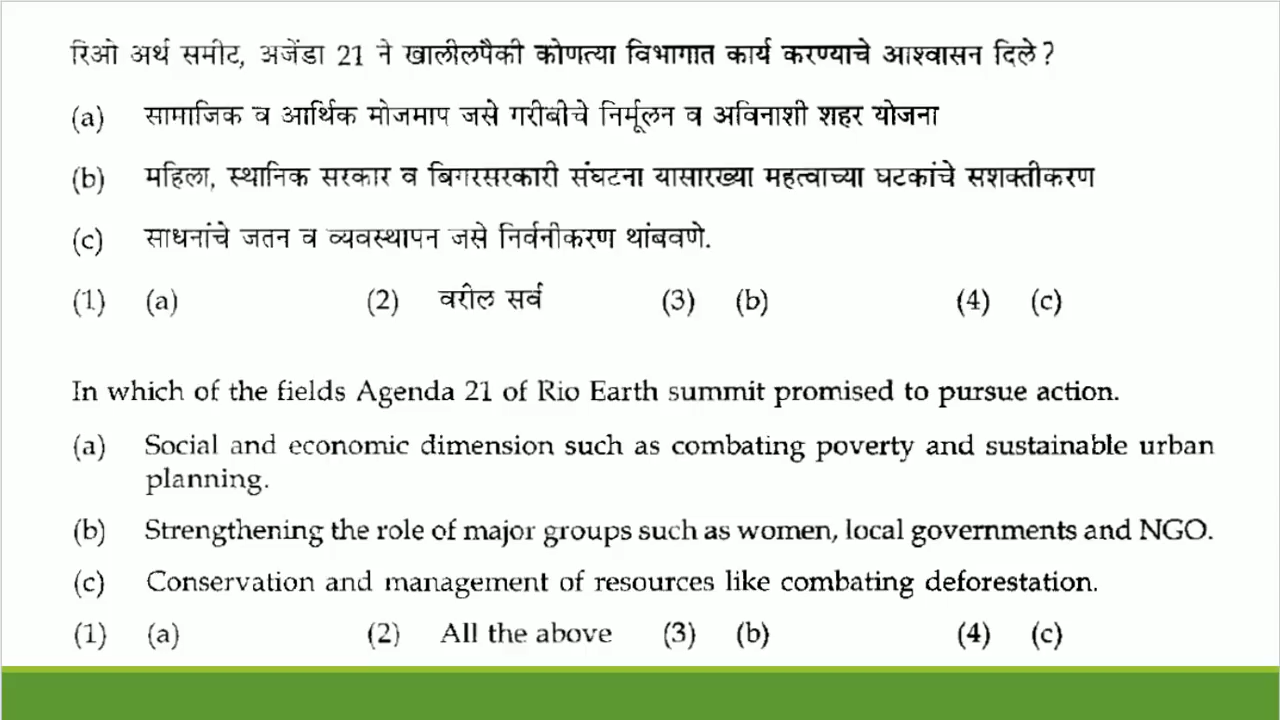 रिओ अर्थ समीट, अजेंडा 21 ने खालीलपैकी कोणत्या विभागात कार्य करण्याचे आश्वासन दिले ?
(a) सामाजिक व आर्थिक मोजमाप जसे गरीबीचे निर्मूलन व अविनाशी शहर योजना
(b) महिला, स्थानिक सरकार व बिगरसरकारी संघटना यासारख्या महत्वाच्या घटकांचे सशक्तीकरण
(c) साधनांचे जतन व व्यवस्थापन जसे निर्वनीकरण थांबवणे.
(1) (a) (2) वरील सर्व (3) (b) (4) (c)
In which of the fields Agenda 21 of Rio Earth summit promised to pursue action.
(a) Social and economic dimension such as combating poverty and sustainable urban
planning.
(b) Strengthening the role of major groups such as women, local governments and NGO.
(c) Conservation and management of resources like combating deforestation.
(1) (a) (2) All the above (3) (b) (4) (c)